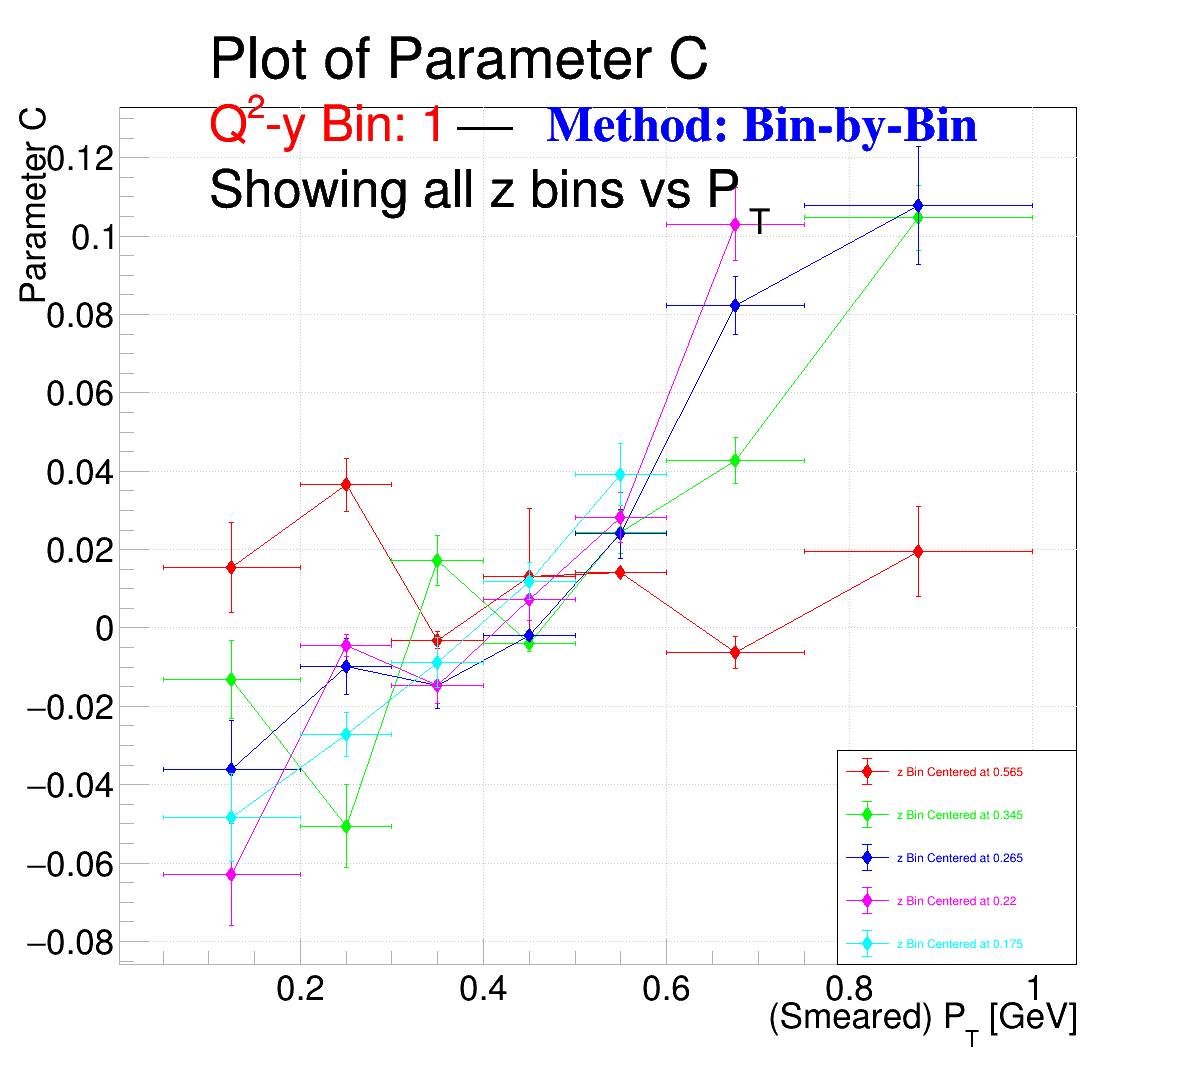 Plot of Parameter C
Q²-y Bin: 1 — Method: Bin-by-Bin
Showing all z bins vs P_T
Parameter C
0.12
0.1
0.08
0.06
0.04
0.02
0
−0.02
−0.04
−0.06
−0.08
z Bin Centered at 0.565
z Bin Centered at 0.345
z Bin Centered at 0.265
z Bin Centered at 0.22
z Bin Centered at 0.175
0.2 0.4 0.6 0.8 1
(Smeared) P_T [GeV]